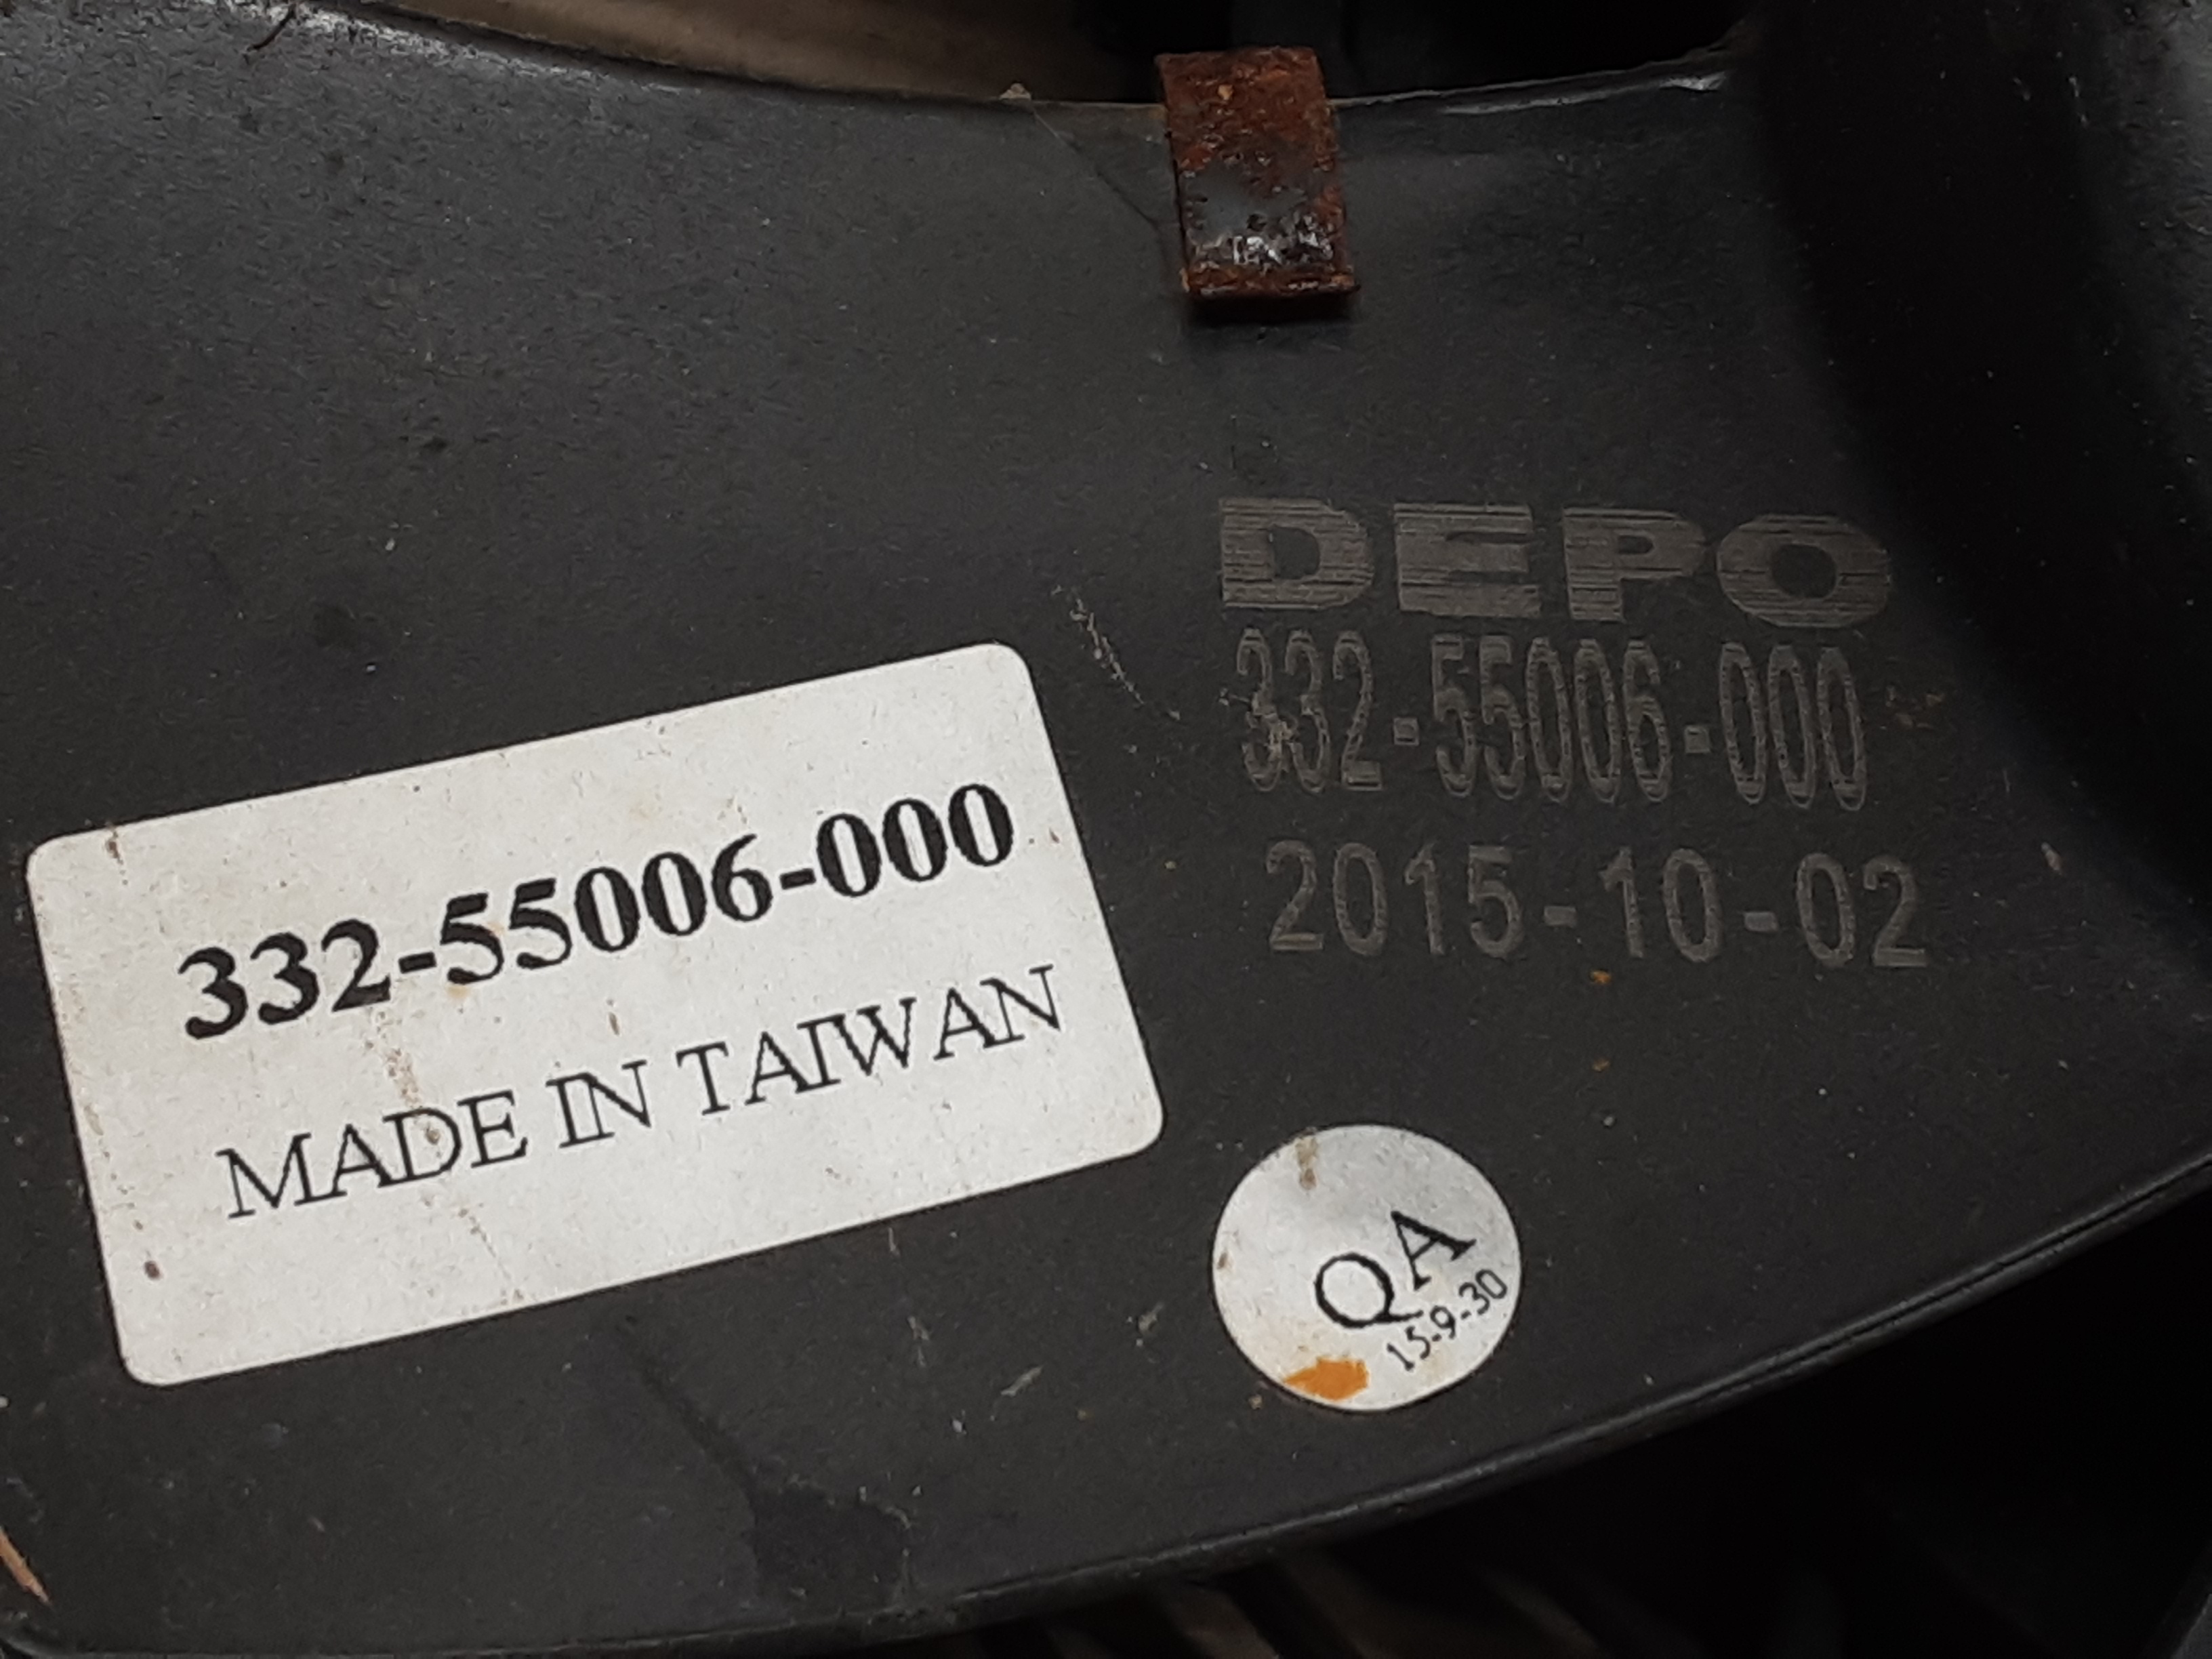 DEPO
332-55006-000
2015-10-02
332-55006-000
MADE IN TAIWAN
QA
15-9-30